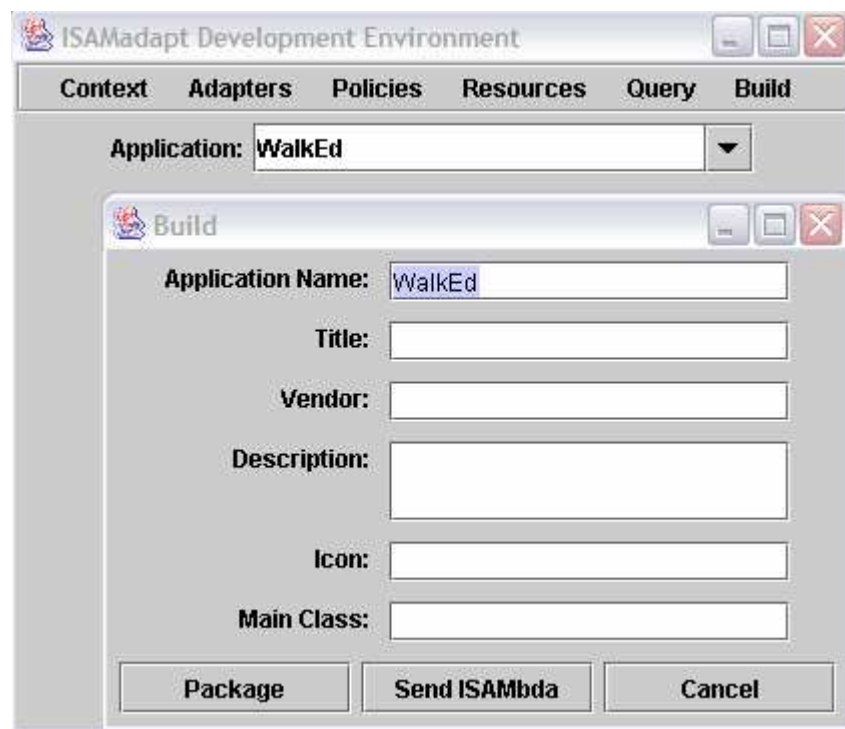 ISAMadapt Development Environment
Context Adapters Policies Resources Query Build
Application: WalkEd
Build
Application Name: WalkEd
Title:
Vendor:
Description:
Icon:
Main Class:
Package Send ISAMbda Cancel